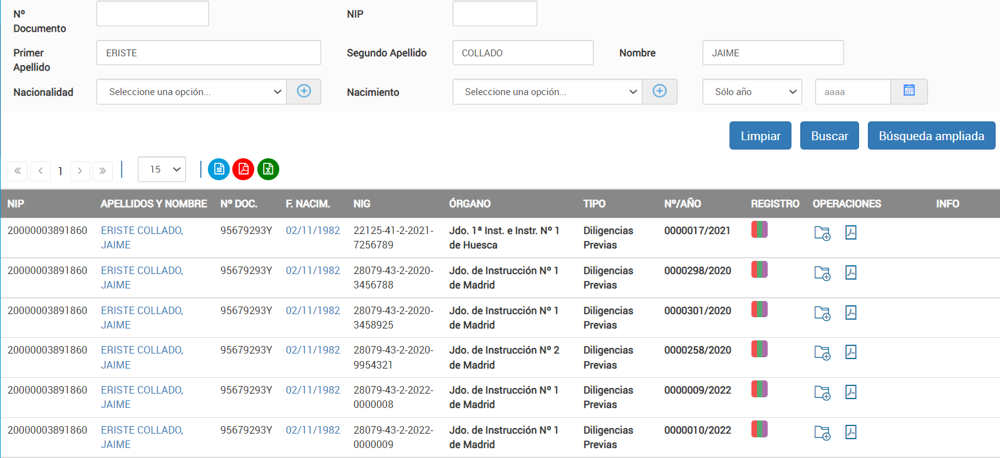 Nº Documento
NIP
Primer Apellido
ERISTE
Segundo Apellido
COLLADO
Nombre
JAIME
Nacionalidad
Seleccione una opción...
Nacimiento
Seleccione una opción...
Sólo año
aaaa
Limpiar
Buscar
Búsqueda ampliada
« ‹ 1 › » | 15 |
NIP APELLIDOS Y NOMBRE Nº DOC. F. NACIM. NIG ÓRGANO TIPO Nº/AÑO REGISTRO OPERACIONES INFO
20000003891860 ERISTE COLLADO, 95679293Y 02/11/1982 22125-41-2-2021- Jdo. 1ª Inst. e Instr. Nº 1 Diligencias 0000017/2021
JAIME 7256789 de Huesca Previas
20000003891860 ERISTE COLLADO, 95679293Y 02/11/1982 28079-43-2-2020- Jdo. de Instrucción Nº 1 Diligencias 0000298/2020
JAIME 3456788 de Madrid Previas
20000003891860 ERISTE COLLADO, 95679293Y 02/11/1982 28079-43-2-2020- Jdo. de Instrucción Nº 1 Diligencias 0000301/2020
JAIME 3458925 de Madrid Previas
20000003891860 ERISTE COLLADO, 95679293Y 02/11/1982 28079-43-2-2020- Jdo. de Instrucción Nº 2 Diligencias 0000258/2020
JAIME 9954321 de Madrid Previas
20000003891860 ERISTE COLLADO, 95679293Y 02/11/1982 28079-43-2-2022- Jdo. de Instrucción Nº 1 Diligencias 0000009/2022
JAIME 0000008 de Madrid Previas
20000003891860 ERISTE COLLADO, 95679293Y 02/11/1982 28079-43-2-2022- Jdo. de Instrucción Nº 1 Diligencias 0000010/2022
JAIME 0000009 de Madrid Previas